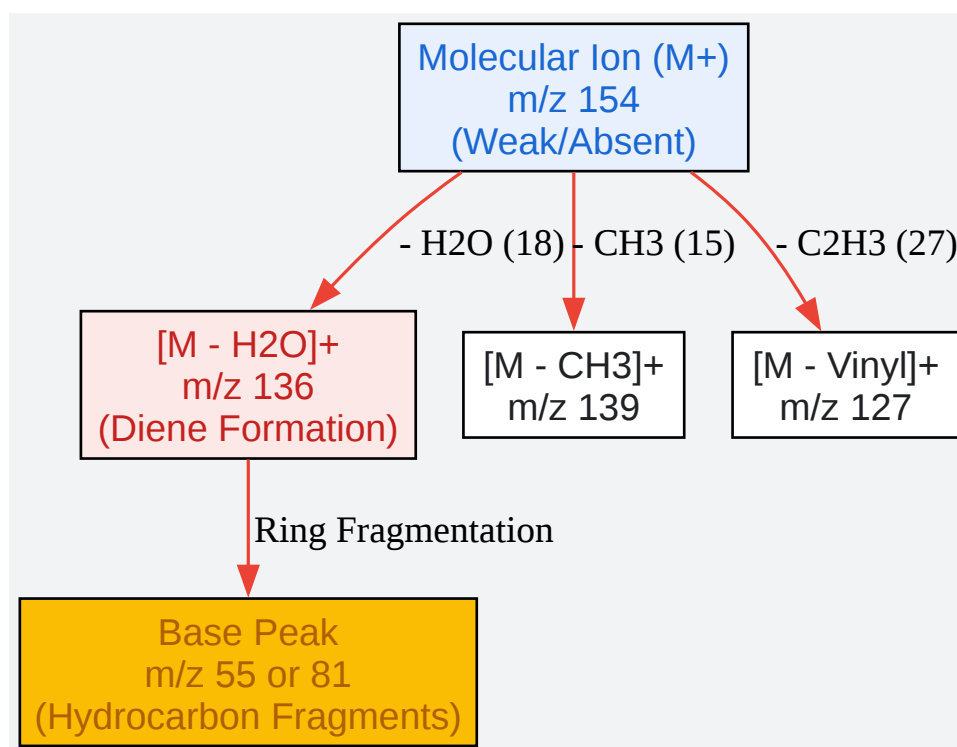 Molecular Ion (M+)
m/z 154
(Weak/Absent)
- H2O (18)
- CH3 (15)
- C2H3 (27)
[M - H2O]+
m/z 136
(Diene Formation)
[M - CH3]+
m/z 139
[M - Vinyl]+
m/z 127
Ring Fragmentation
Base Peak
m/z 55 or 81
(Hydrocarbon Fragments)